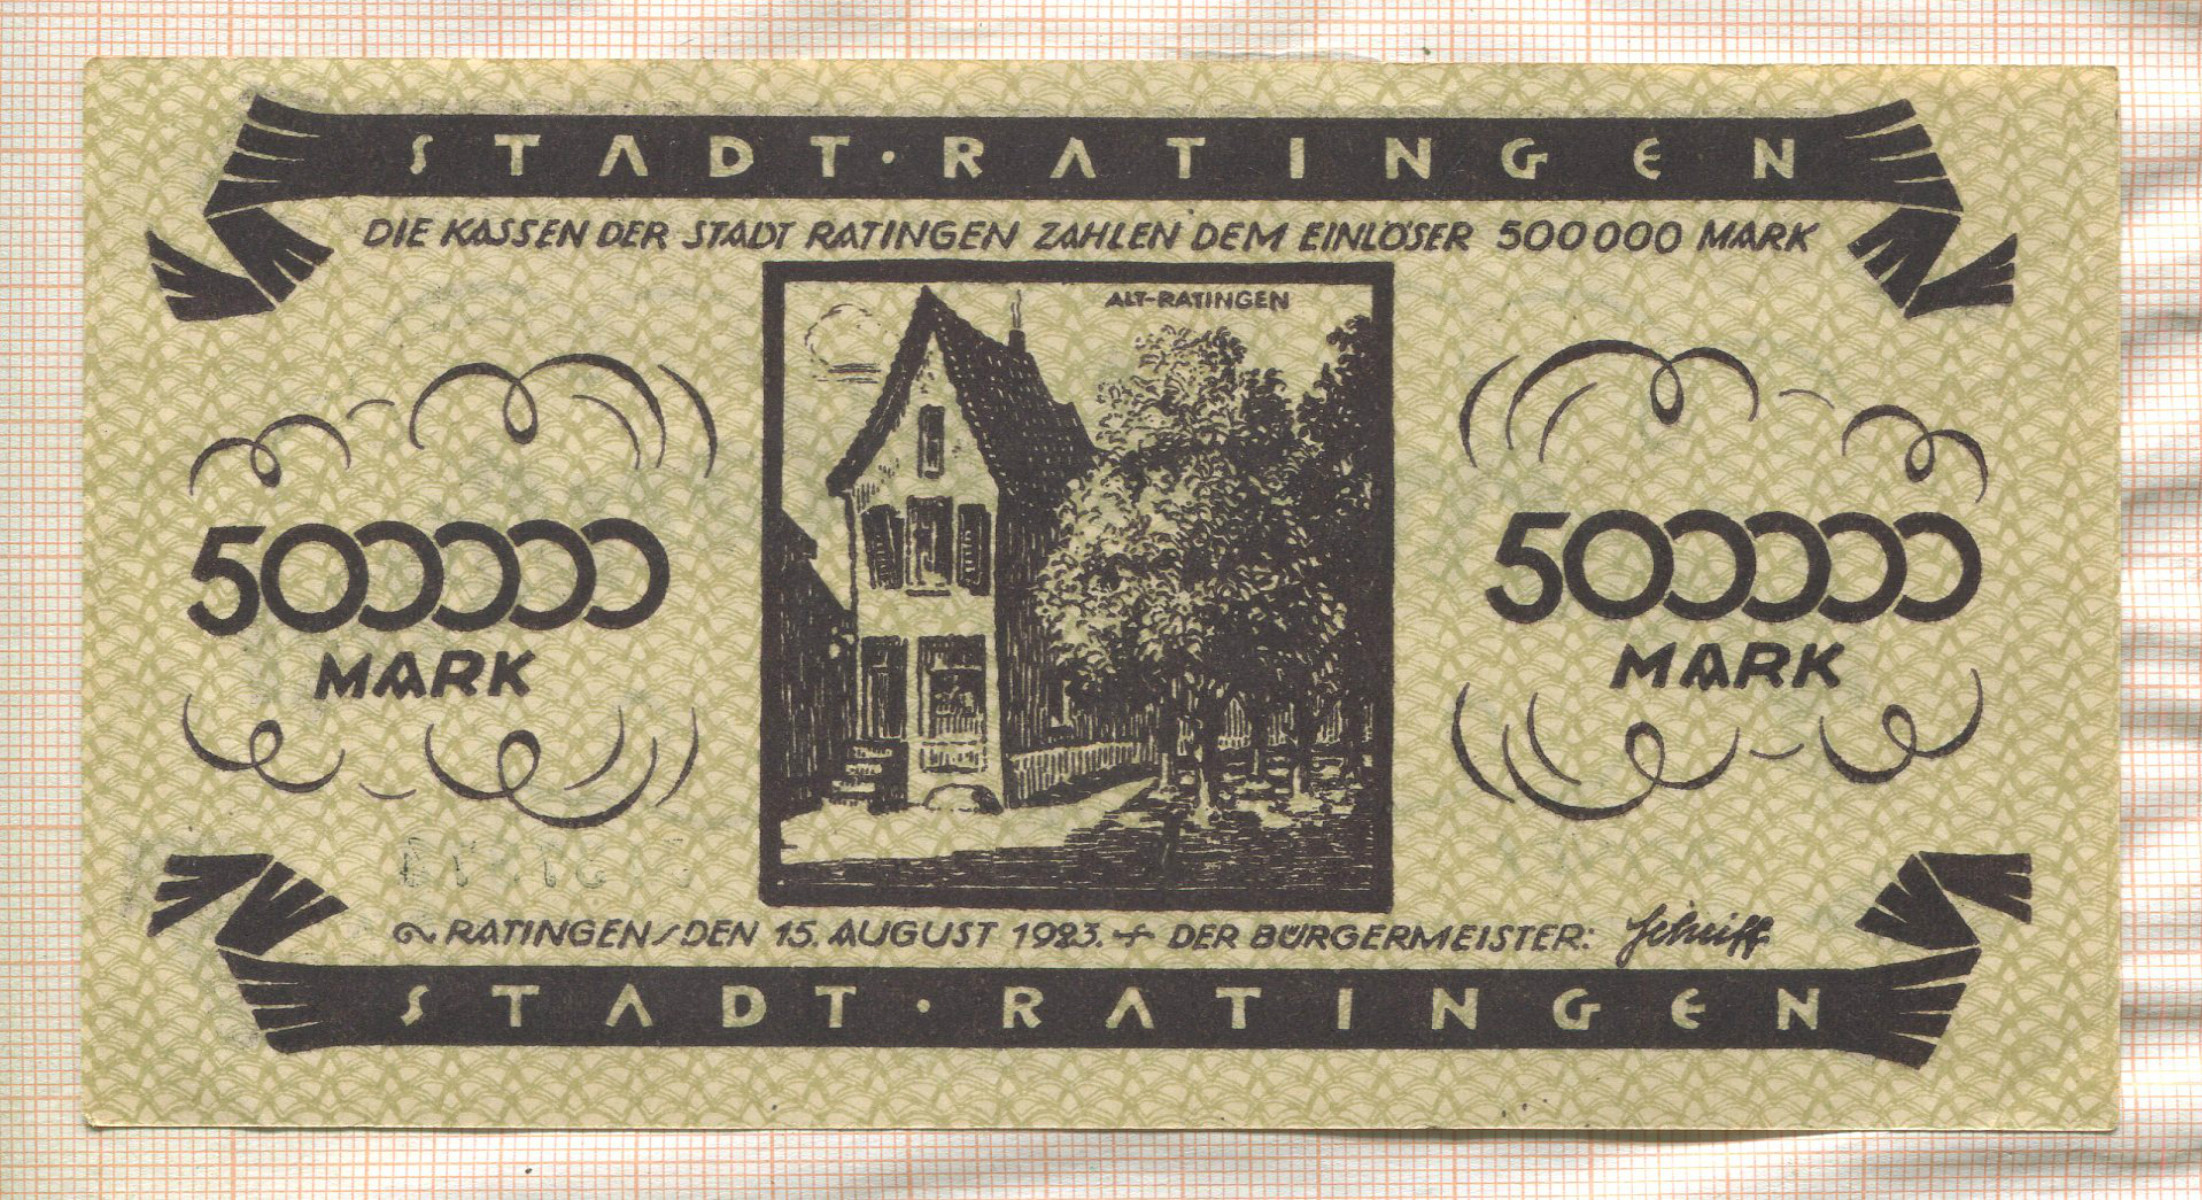 STADT·RATINGEN
DIE KASSEN DER STADT RATINGEN ZAHLEN DEM EINLÖSER 500000 MARK
ALT-RATINGEN
500000
MARK
500000
MARK
RATINGEN/DEN 15. AUGUST 1923. DER BÜRGERMEISTER: Scheiff
STADT·RATINGEN